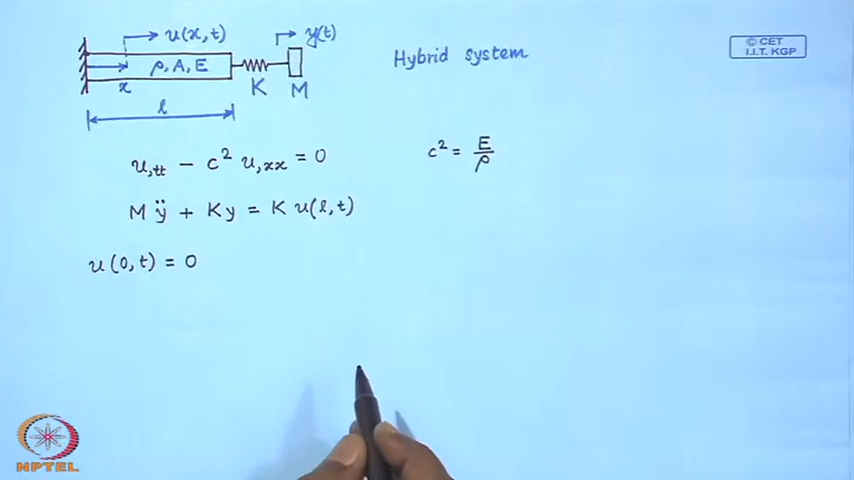 u(x,t)
y(t)
ρ, A, E
x
K
M
l
Hybrid system
© CET
I.I.T. KGP
u,tt − c² u,xx = 0
c² = E/ρ
M ÿ + Ky = K u(l,t)
u(0,t) = 0
NPTEL